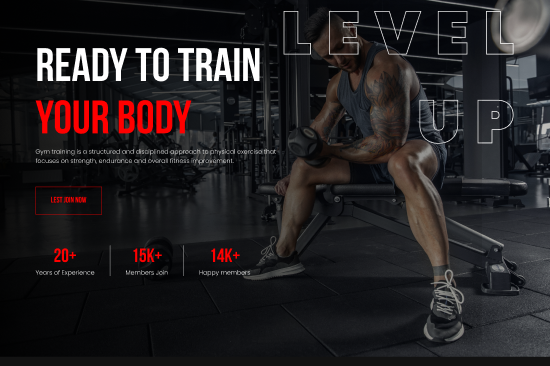 LEVEL
READY TO TRAIN
YOUR BODY
UP
Gym training is a structured and disciplined approach to physical exercise that
focuses on strength, endurance and overall fitness improvement.
LEST JOIN NOW
20+ 15K+ 14K+
Years of Experience Members Join Happy members